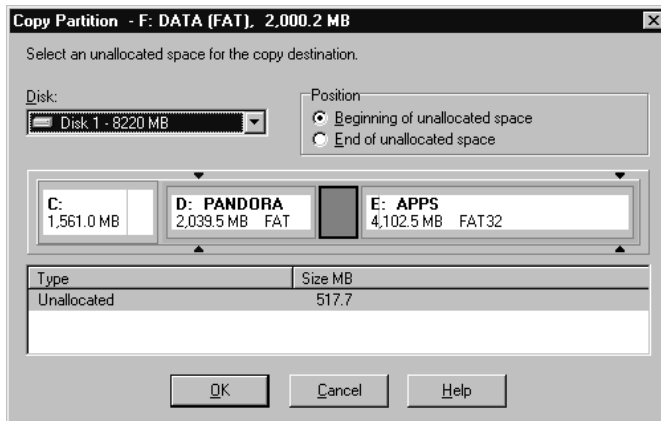 Copy Partition - F: DATA (FAT), 2,000.2 MB
Select an unallocated space for the copy destination.
Disk:
Disk 1 - 8220 MB
Position
Beginning of unallocated space
End of unallocated space
C:
1,561.0 MB
D: PANDORA
2,039.5 MB FAT
E: APPS
4,102.5 MB FAT32
Type Size MB
Unallocated 517.7
OK Cancel Help